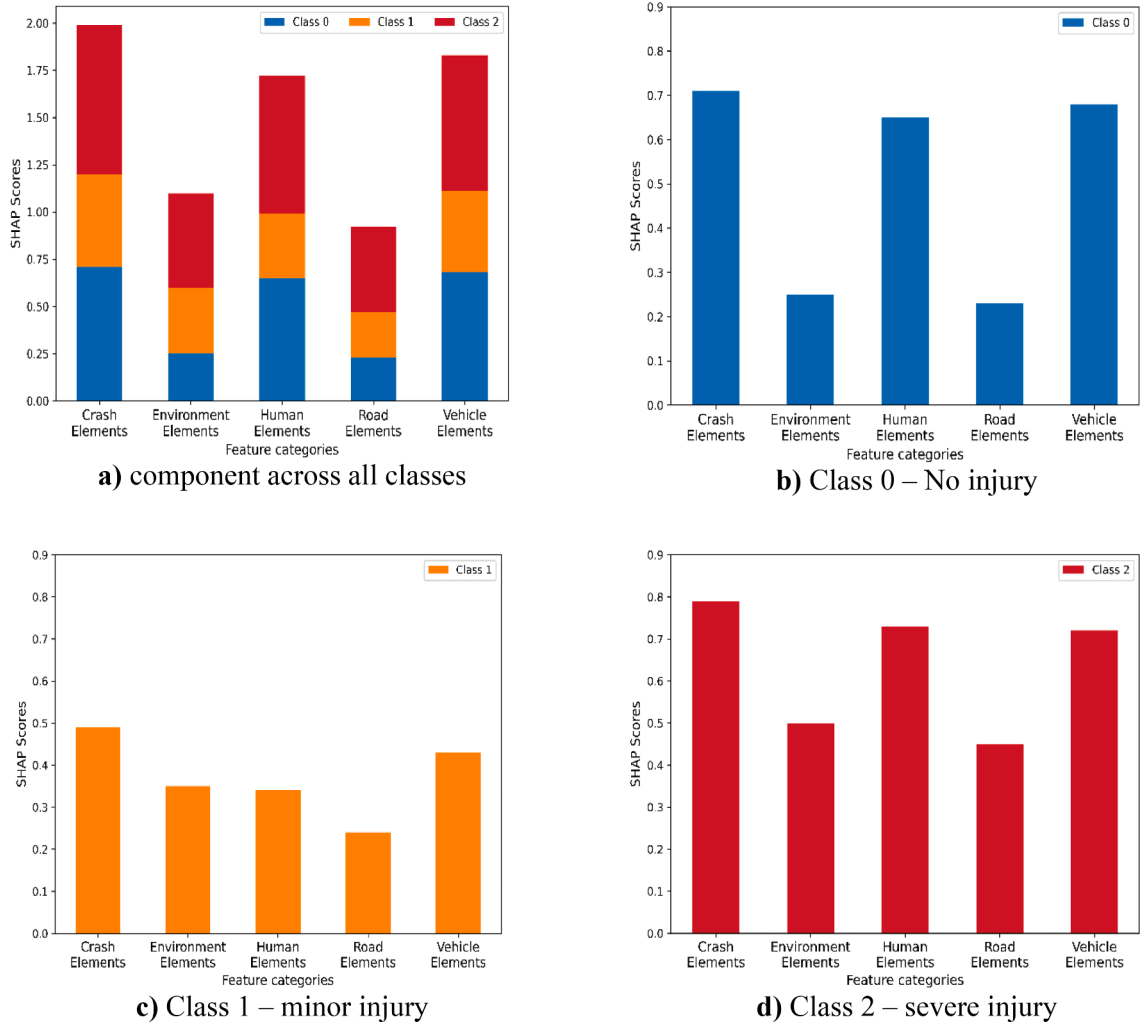 Class 0 Class 1 Class 2
SHAP Scores
2.00
1.75
1.50
1.25
1.00
0.75
0.50
0.25
0.00
Crash Environment Human Road Vehicle
Elements Elements Elements Elements Elements
Feature categories
a) component across all classes
Class 0
SHAP Scores
0.9
0.8
0.7
0.6
0.5
0.4
0.3
0.2
0.1
0.0
Crash Environment Human Road Vehicle
Elements Elements Elements Elements Elements
Feature categories
b) Class 0 – No injury
Class 1
SHAP Scores
0.9
0.8
0.7
0.6
0.5
0.4
0.3
0.2
0.1
0.0
Crash Environment Human Road Vehicle
Elements Elements Elements Elements Elements
Feature categories
c) Class 1 – minor injury
Class 2
SHAP Scores
0.9
0.8
0.7
0.6
0.5
0.4
0.3
0.2
0.1
0.0
Crash Environment Human Road Vehicle
Elements Elements Elements Elements Elements
Feature categories
d) Class 2 – severe injury